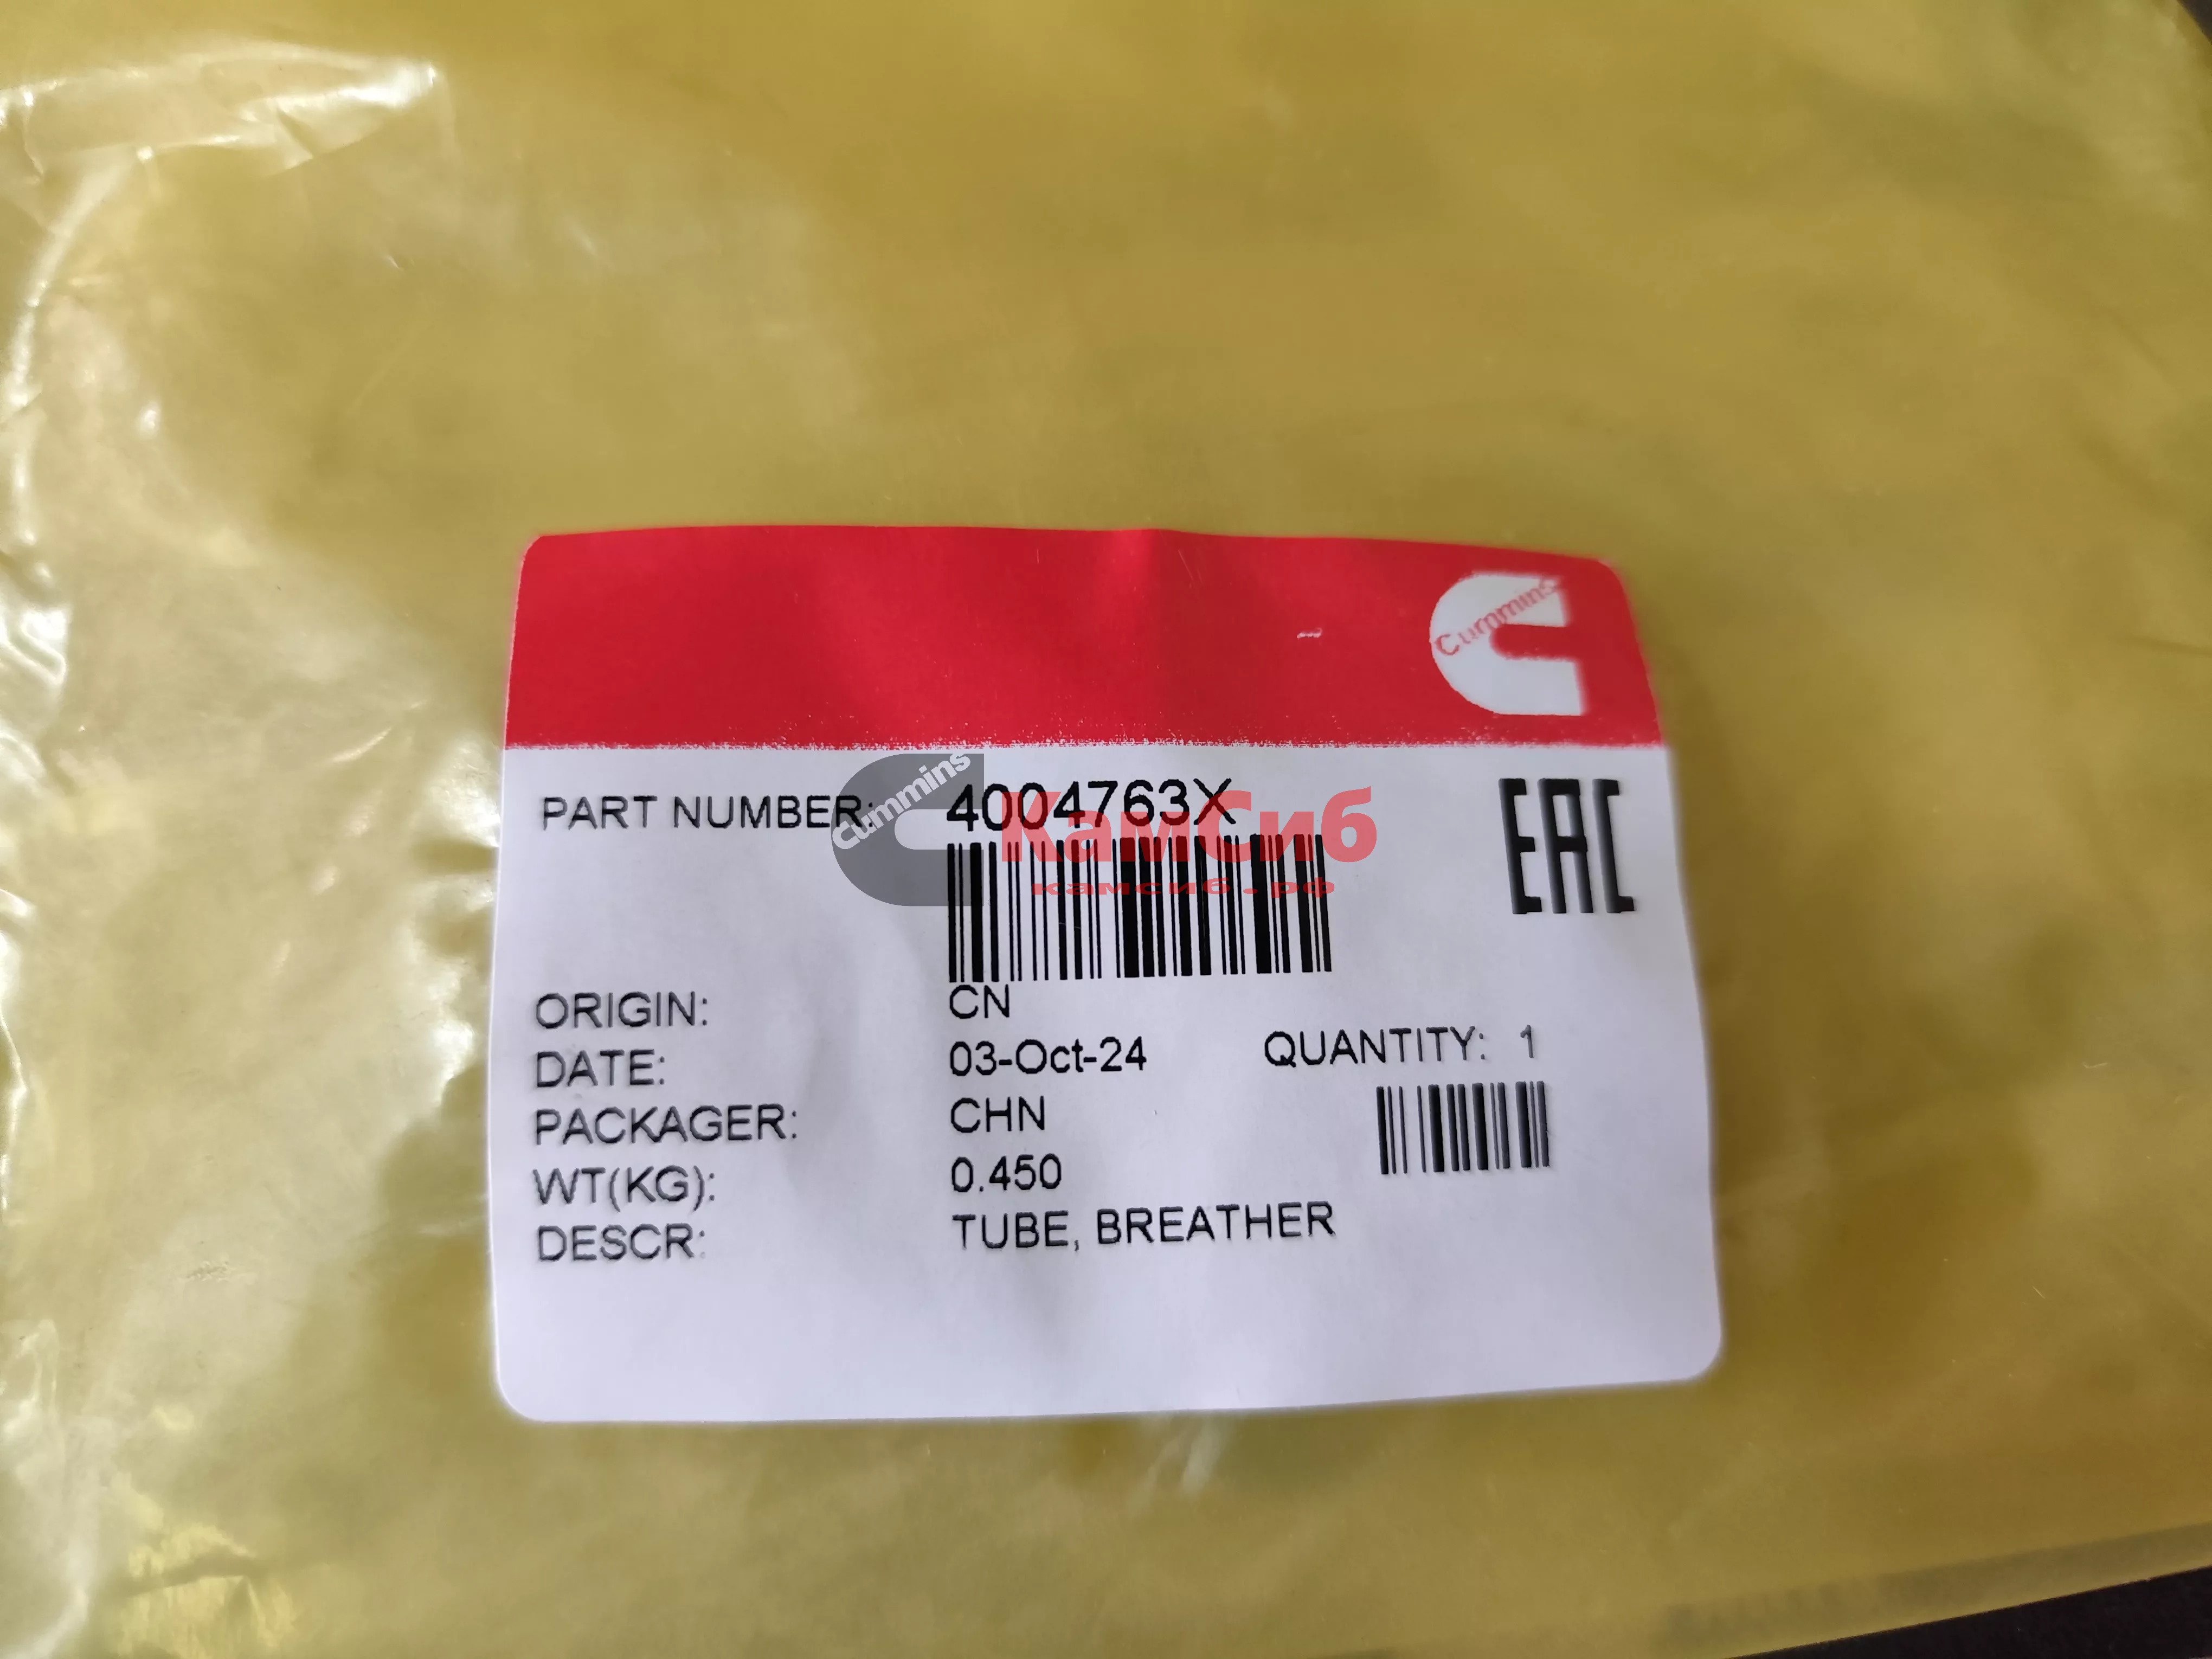 Cummins
PART NUMBER: 4004763X
EAC
Cummins
КамСиб
камсиб.рф
ORIGIN: CN
DATE: 03-Oct-24 QUANTITY: 1
PACKAGER: CHN
WT(KG): 0.450
DESCR: TUBE, BREATHER